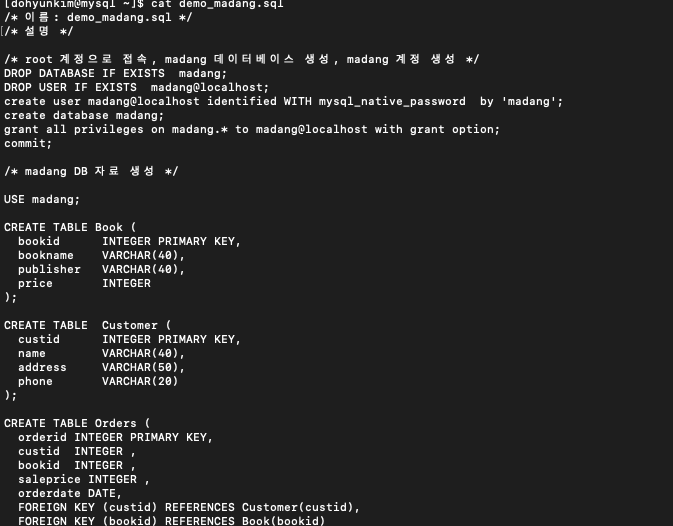 [dohyunkim@mysql ~]$ cat demo_madang.sql
/* 이름 : demo_madang.sql */
/* 설명 */
/* root 계정으로 접속, madang 데이터베이스 생성, madang 계정 생성 */
DROP DATABASE IF EXISTS  madang;
DROP USER IF EXISTS  madang@localhost;
create user madang@localhost identified WITH mysql_native_password  by 'madang';
create database madang;
grant all privileges on madang.* to madang@localhost with grant option;
commit;
/* madang DB 자료 생성 */
USE madang;
CREATE TABLE Book (
  bookid      INTEGER PRIMARY KEY,
  bookname    VARCHAR(40),
  publisher   VARCHAR(40),
  price       INTEGER
);
CREATE TABLE  Customer (
  custid      INTEGER PRIMARY KEY,
  name        VARCHAR(40),
  address     VARCHAR(50),
  phone       VARCHAR(20)
);
CREATE TABLE Orders (
  orderid INTEGER PRIMARY KEY,
  custid  INTEGER ,
  bookid  INTEGER ,
  saleprice INTEGER ,
  orderdate DATE,
  FOREIGN KEY (custid) REFERENCES Customer(custid),
  FOREIGN KEY (bookid) REFERENCES Book(bookid)